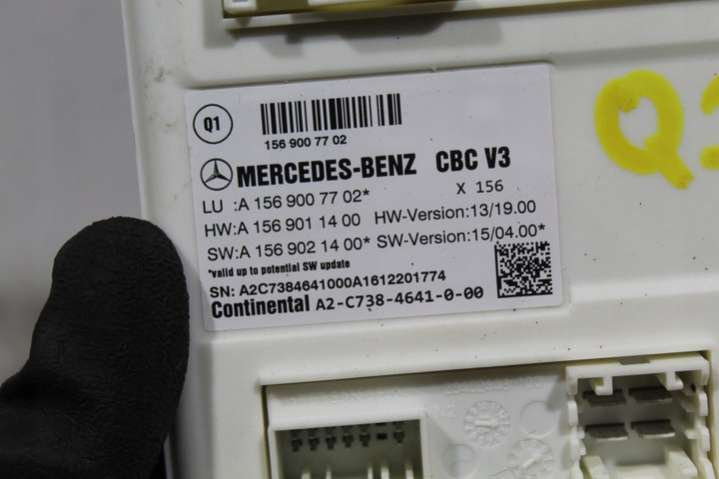 Q1
156 900 77 02
MERCEDES-BENZ CBC V3
LU :A 156 900 77 02* X 156
HW:A 156 901 14 00 HW-Version:13/19.00
SW:A 156 902 14 00* SW-Version:15/04.00*
*valid up to potential SW update
SN: A2C7384641000A1612201774
Continental A2-C738-4641-0-00